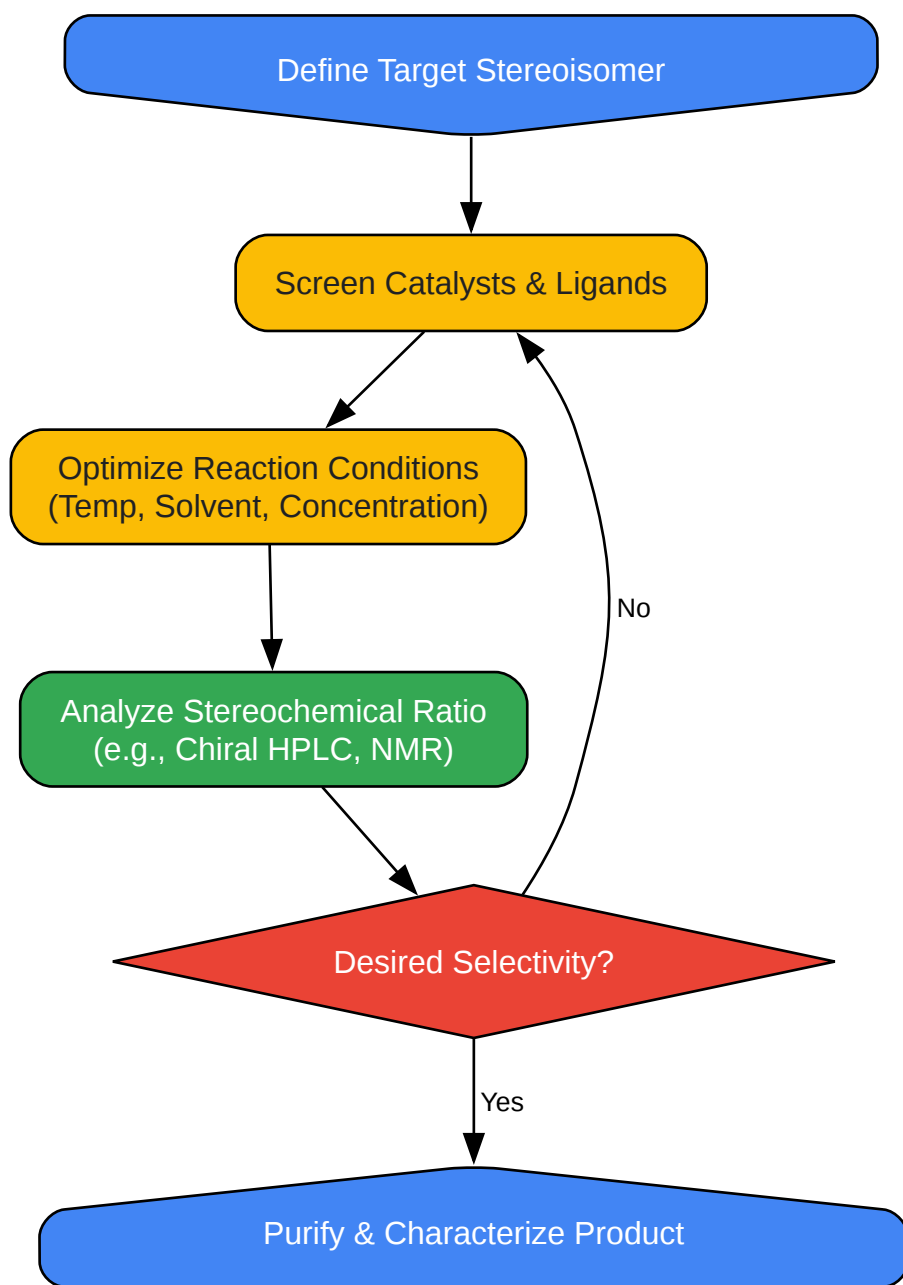 Define Target Stereoisomer
Screen Catalysts & Ligands
Optimize Reaction Conditions
(Temp, Solvent, Concentration)
No
Analyze Stereochemical Ratio
(e.g., Chiral HPLC, NMR)
Desired Selectivity?
Yes
Purify & Characterize Product